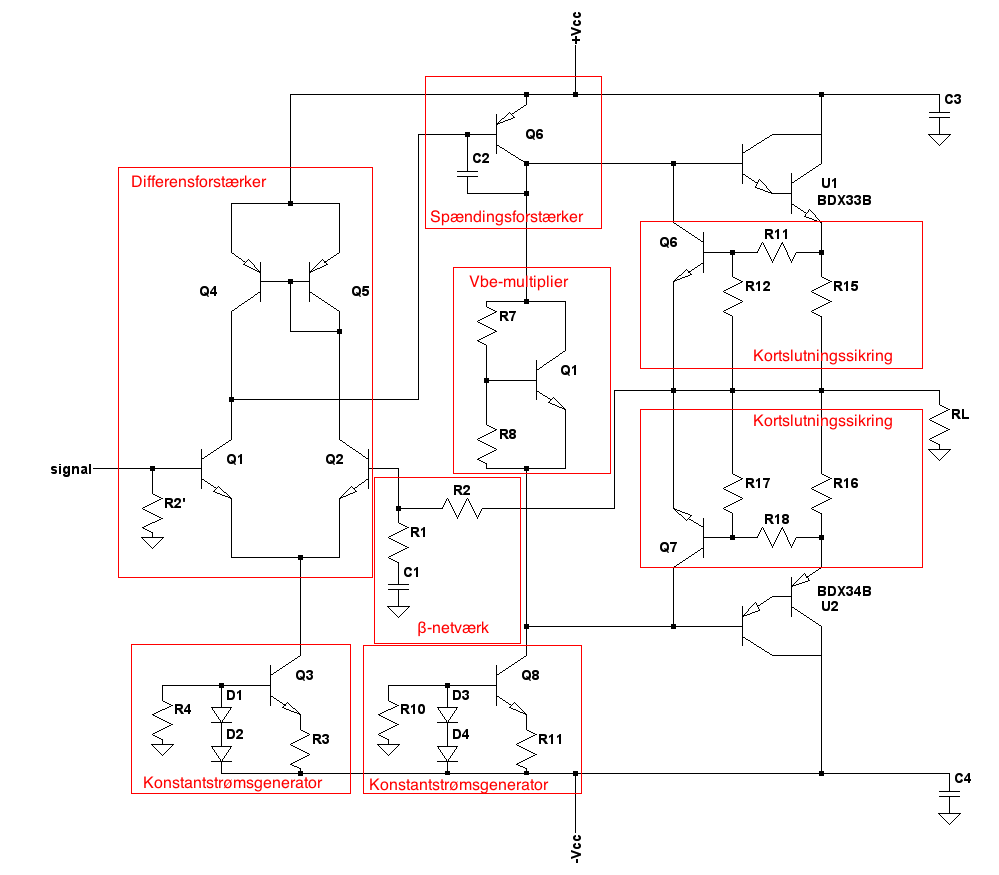 +Vcc
C3
Q6
C2
Spændingsforstærker
U1
BDX33B
Differensforstærker
Q4
Q5
Q6
R11
R12
R15
Kortslutningssikring
Vbe-multiplier
R7
Q1
R8
RL
Kortslutningssikring
signal
Q1
Q2
R2'
R2
R1
C1
β-netværk
R17
R16
R18
Q7
BDX34B
U2
Q3
D1
R4
D2
R3
Konstantstrømsgenerator
Q8
D3
R10
D4
R11
Konstantstrømsgenerator
C4
-Vcc